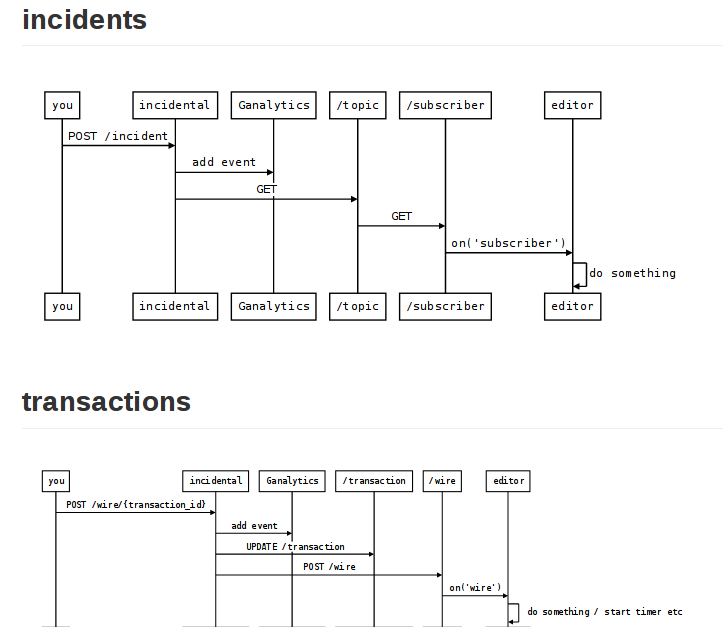 incidents
you incidental Ganalytics /topic /subscriber editor
POST /incident
add event
GET
GET
on('subscriber')
do something
you incidental Ganalytics /topic /subscriber editor
transactions
you incidental Ganalytics /transaction /wire editor
POST /wire/{transaction_id}
add event
UPDATE /transaction
POST /wire
on('wire')
do something / start timer etc